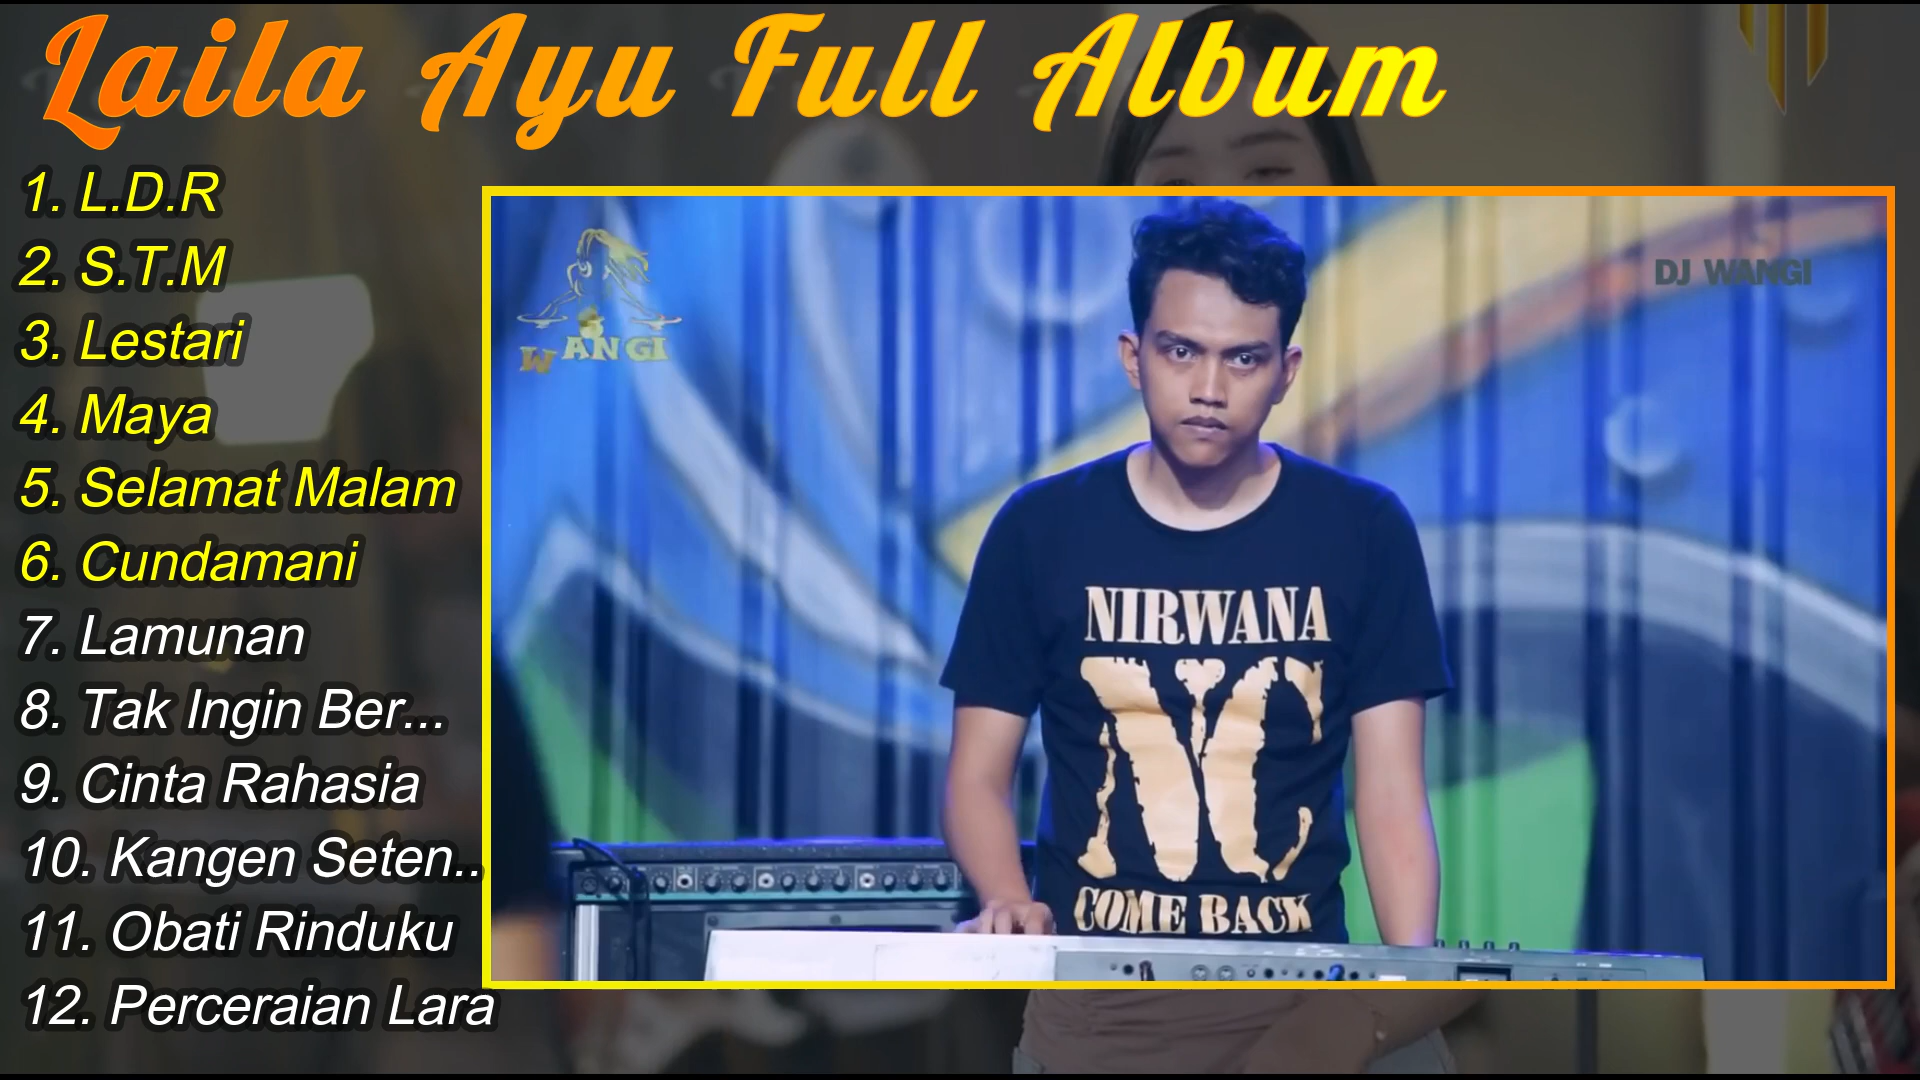 Laila Ayu Full Album
1. L.D.R
2. S.T.M
3. Lestari
4. Maya
5. Selamat Malam
6. Cundamani
7. Lamunan
8. Tak Ingin Ber...
9. Cinta Rahasia
10. Kangen Seten..
11. Obati Rinduku
12. Perceraian Lara
WANGI
DJ WANGI
NIRWANA
NC
COME BACK